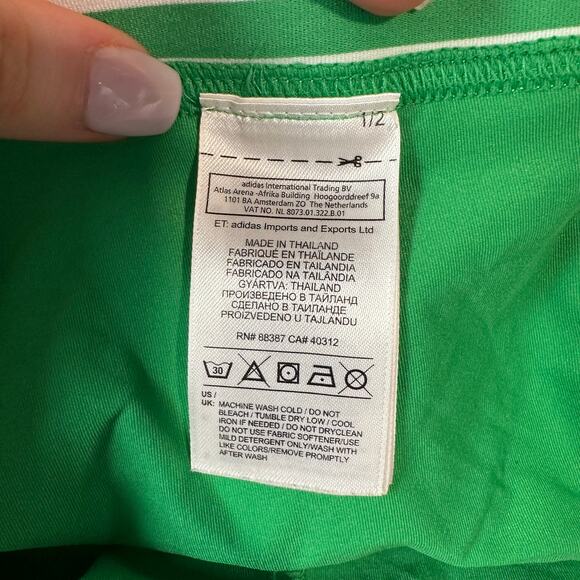 1/2
adidas International Trading BV
Atlas Arena -Afrika Building Hoogoorddreef 9a
1101 BA Amsterdam ZO The Netherlands
VAT NO. NL 8073.01.322.B.01
ET: adidas Imports and Exports Ltd
MADE IN THAILAND
FABRIQUÉ EN THAÏLANDE
FABRICADO EN TAILANDIA
FABRICADO NA TAILÂNDIA
GYÁRTVA: THAILAND
ПРОИЗВЕДЕНО В ТАЙЛАНД
СДЕЛАНО В ТАИЛАНДЕ
PROIZVEDENO U TAJLANDU
RN# 88387 CA# 40312
30
US /
UK: MACHINE WASH COLD / DO NOT
BLEACH / TUMBLE DRY LOW / COOL
IRON IF NEEDED / DO NOT DRYCLEAN
DO NOT USE FABRIC SOFTENER/USE
MILD DETERGENT ONLY/WASH WITH
LIKE COLORS/REMOVE PROMPTLY
AFTER WASH